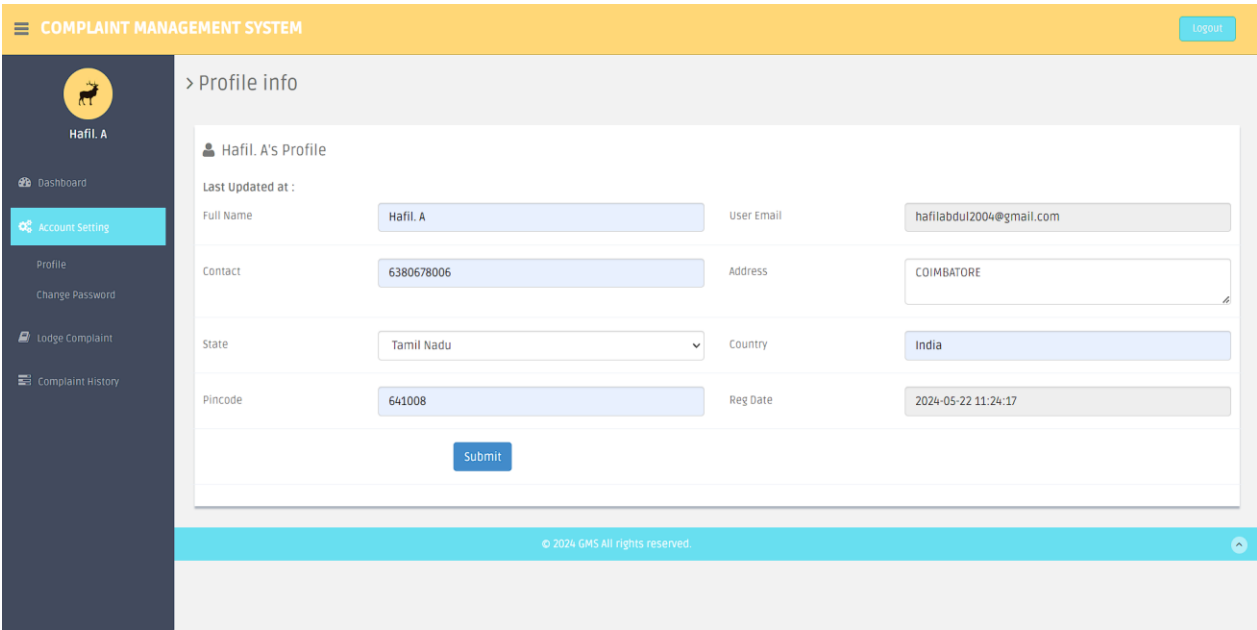 COMPLAINT MANAGEMENT SYSTEM
Logout
Hafil. A
Dashboard
Account Setting
Profile
Change Password
Lodge Complaint
Complaint History
> Profile info
Hafil. A's Profile
Last Updated at :
Full Name Hafil. A User Email hafilabdul2004@gmail.com
Contact 6380678006 Address COIMBATORE
State Tamil Nadu Country India
Pincode 641008 Reg Date 2024-05-22 11:24:17
Submit
© 2024 GMS All rights reserved.